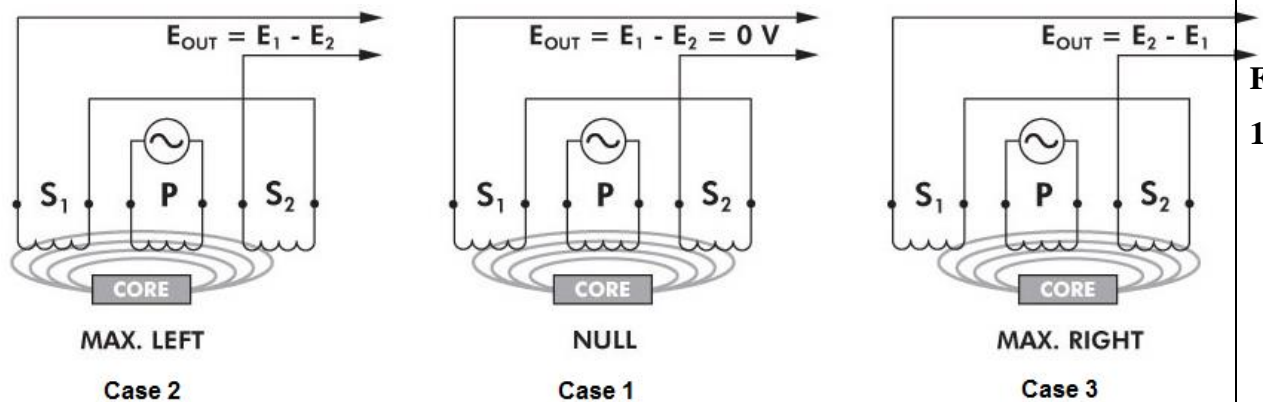 E_OUT = E_1 - E_2
S_1 P S_2
CORE
MAX. LEFT
Case 2
E_OUT = E_1 - E_2 = 0 V
S_1 P S_2
CORE
NULL
Case 1
E_OUT = E_2 - E_1
S_1 P S_2
CORE
MAX. RIGHT
Case 3
1